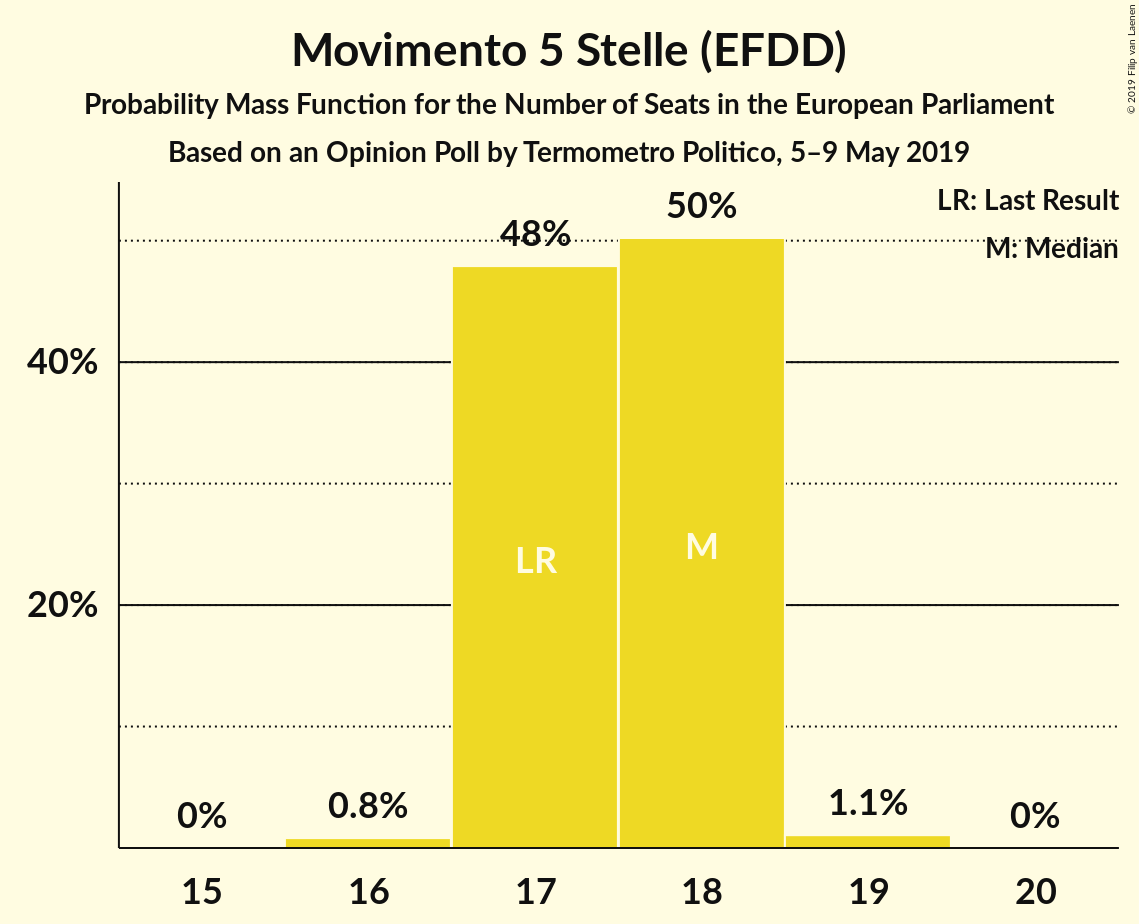 Movimento 5 Stelle (EFDD)
Probability Mass Function for the Number of Seats in the European Parliament
Based on an Opinion Poll by Termometro Politico, 5–9 May 2019
© 2019 Filip van Laenen
LR: Last Result
M: Median
50%
48%
40%
20%
LR
M
0%
0.8%
1.1%
0%
15
16
17
18
19
20